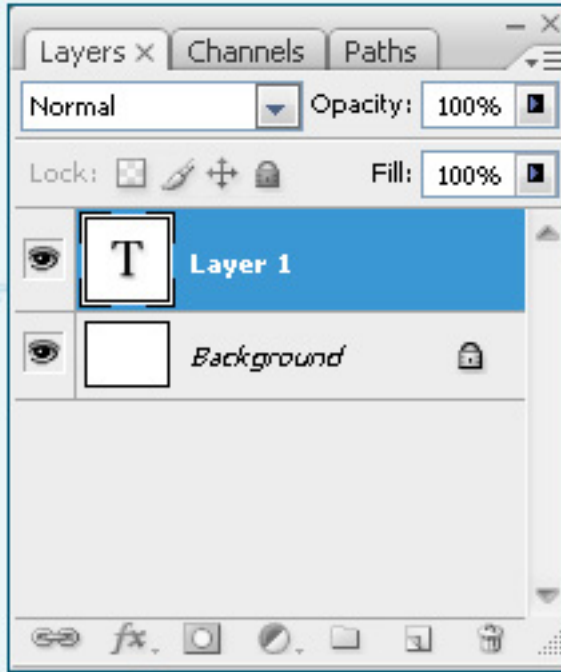 Layers × Channels Paths
Normal Opacity: 100%
Lock: Fill: 100%
T Layer 1
Background
fx.